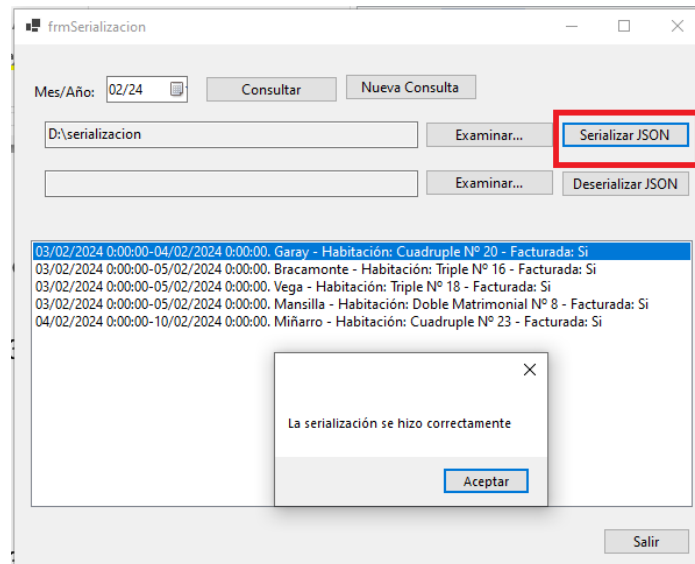 frmSerializacion
Mes/Año: 02/24 Consultar Nueva Consulta
D:\serializacion Examinar... Serializar JSON
Examinar... Deserializar JSON
03/02/2024 0:00:00-04/02/2024 0:00:00. Garay - Habitación: Cuadruple Nº 20 - Facturada: Si
03/02/2024 0:00:00-05/02/2024 0:00:00. Bracamonte - Habitación: Triple Nº 16 - Facturada: Si
03/02/2024 0:00:00-05/02/2024 0:00:00. Vega - Habitación: Triple Nº 18 - Facturada: Si
03/02/2024 0:00:00-05/02/2024 0:00:00. Mansilla - Habitación: Doble Matrimonial Nº 8 - Facturada: Si
04/02/2024 0:00:00-10/02/2024 0:00:00. Miñarro - Habitación: Cuadruple Nº 23 - Facturada: Si
La serialización se hizo correctamente
Aceptar
Salir